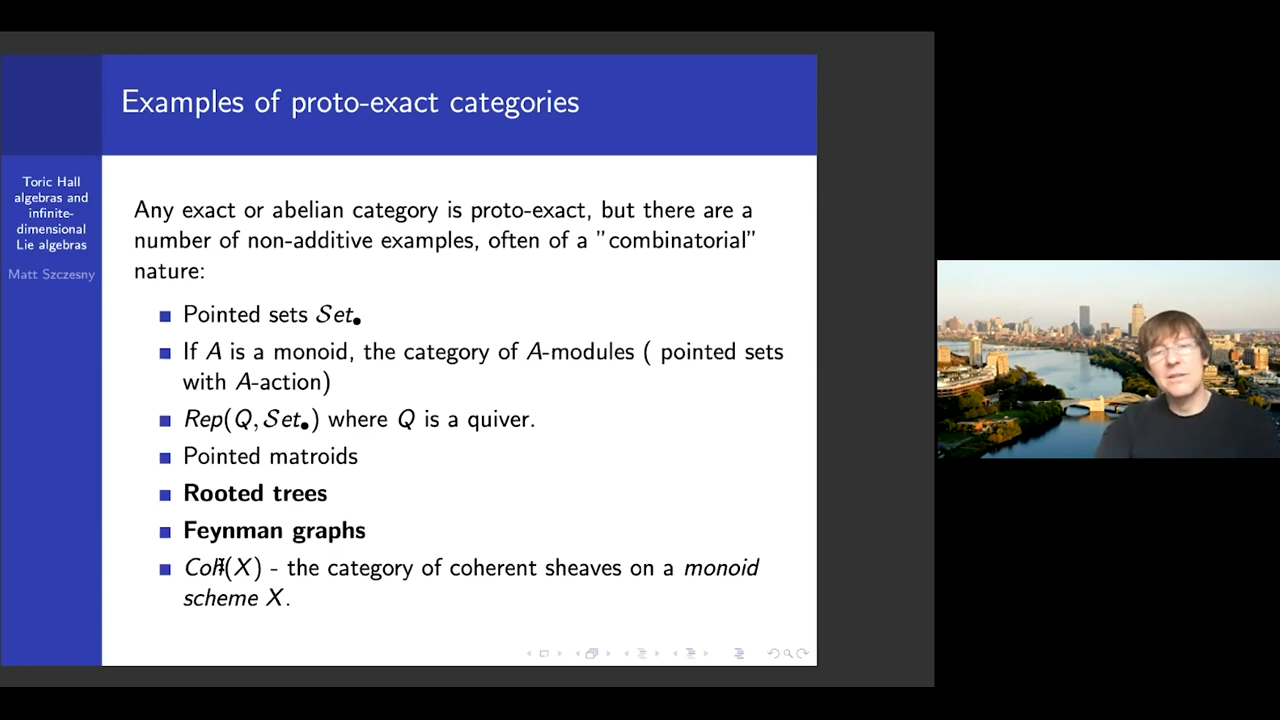 Examples of proto-exact categories
Toric Hall
algebras and
infinite-
dimensional
Lie algebras
Matt Szczesny
Any exact or abelian category is proto-exact, but there are a
number of non-additive examples, often of a ”combinatorial”
nature:
Pointed sets Set•
If A is a monoid, the category of A-modules ( pointed sets
with A-action)
Rep(Q, Set•) where Q is a quiver.
Pointed matroids
Rooted trees
Feynman graphs
Coh(X) - the category of coherent sheaves on a monoid
scheme X.